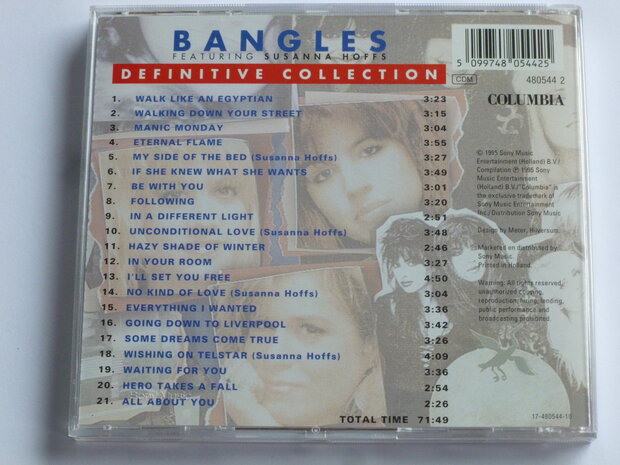 BANGLES
FEATURING SUSANNA HOFFS
DEFINITIVE COLLECTION
5 099748 054425
CDM 480544 2
COLUMBIA
1. WALK LIKE AN EGYPTIAN 3:23
2. WALKING DOWN YOUR STREET 3:15
3. MANIC MONDAY 3:04
4. ETERNAL FLAME 3:55
5. MY SIDE OF THE BED (Susanna Hoffs) 3:27
6. IF SHE KNEW WHAT SHE WANTS 3:49
7. BE WITH YOU 3:01
8. FOLLOWING 3:20
9. IN A DIFFERENT LIGHT 2:51
10. UNCONDITIONAL LOVE (Susanna Hoffs) 3:48
11. HAZY SHADE OF WINTER 2:46
12. IN YOUR ROOM 3:27
13. I'LL SET YOU FREE 4:50
14. NO KIND OF LOVE (Susanna Hoffs) 3:04
15. EVERYTHING I WANTED 3:36
16. GOING DOWN TO LIVERPOOL 3:42
17. SOME DREAMS COME TRUE 3:26
18. WISHING ON TELSTAR (Susanna Hoffs) 4:09
19. WAITING FOR YOU 3:36
20. HERO TAKES A FALL 2:54
21. ALL ABOUT YOU 2:26
TOTAL TIME 71:49
© 1995 Sony Music
Entertainment (Holland) B.V./
Compilation ℗ 1995 Sony
Music Entertainment
(Holland) B.V./"Columbia" is
the exclusive trademark of
Sony Music Entertainment
Inc./Distribution Sony Music
Design by Meter, Hilversum.
Marketed en distributed by
Sony Music.
Printed in Holland.
Warning: All rights reserved,
unauthorized copying,
reproduction, hiring, lending,
public performance and
broadcasting prohibited.
17-480544-10